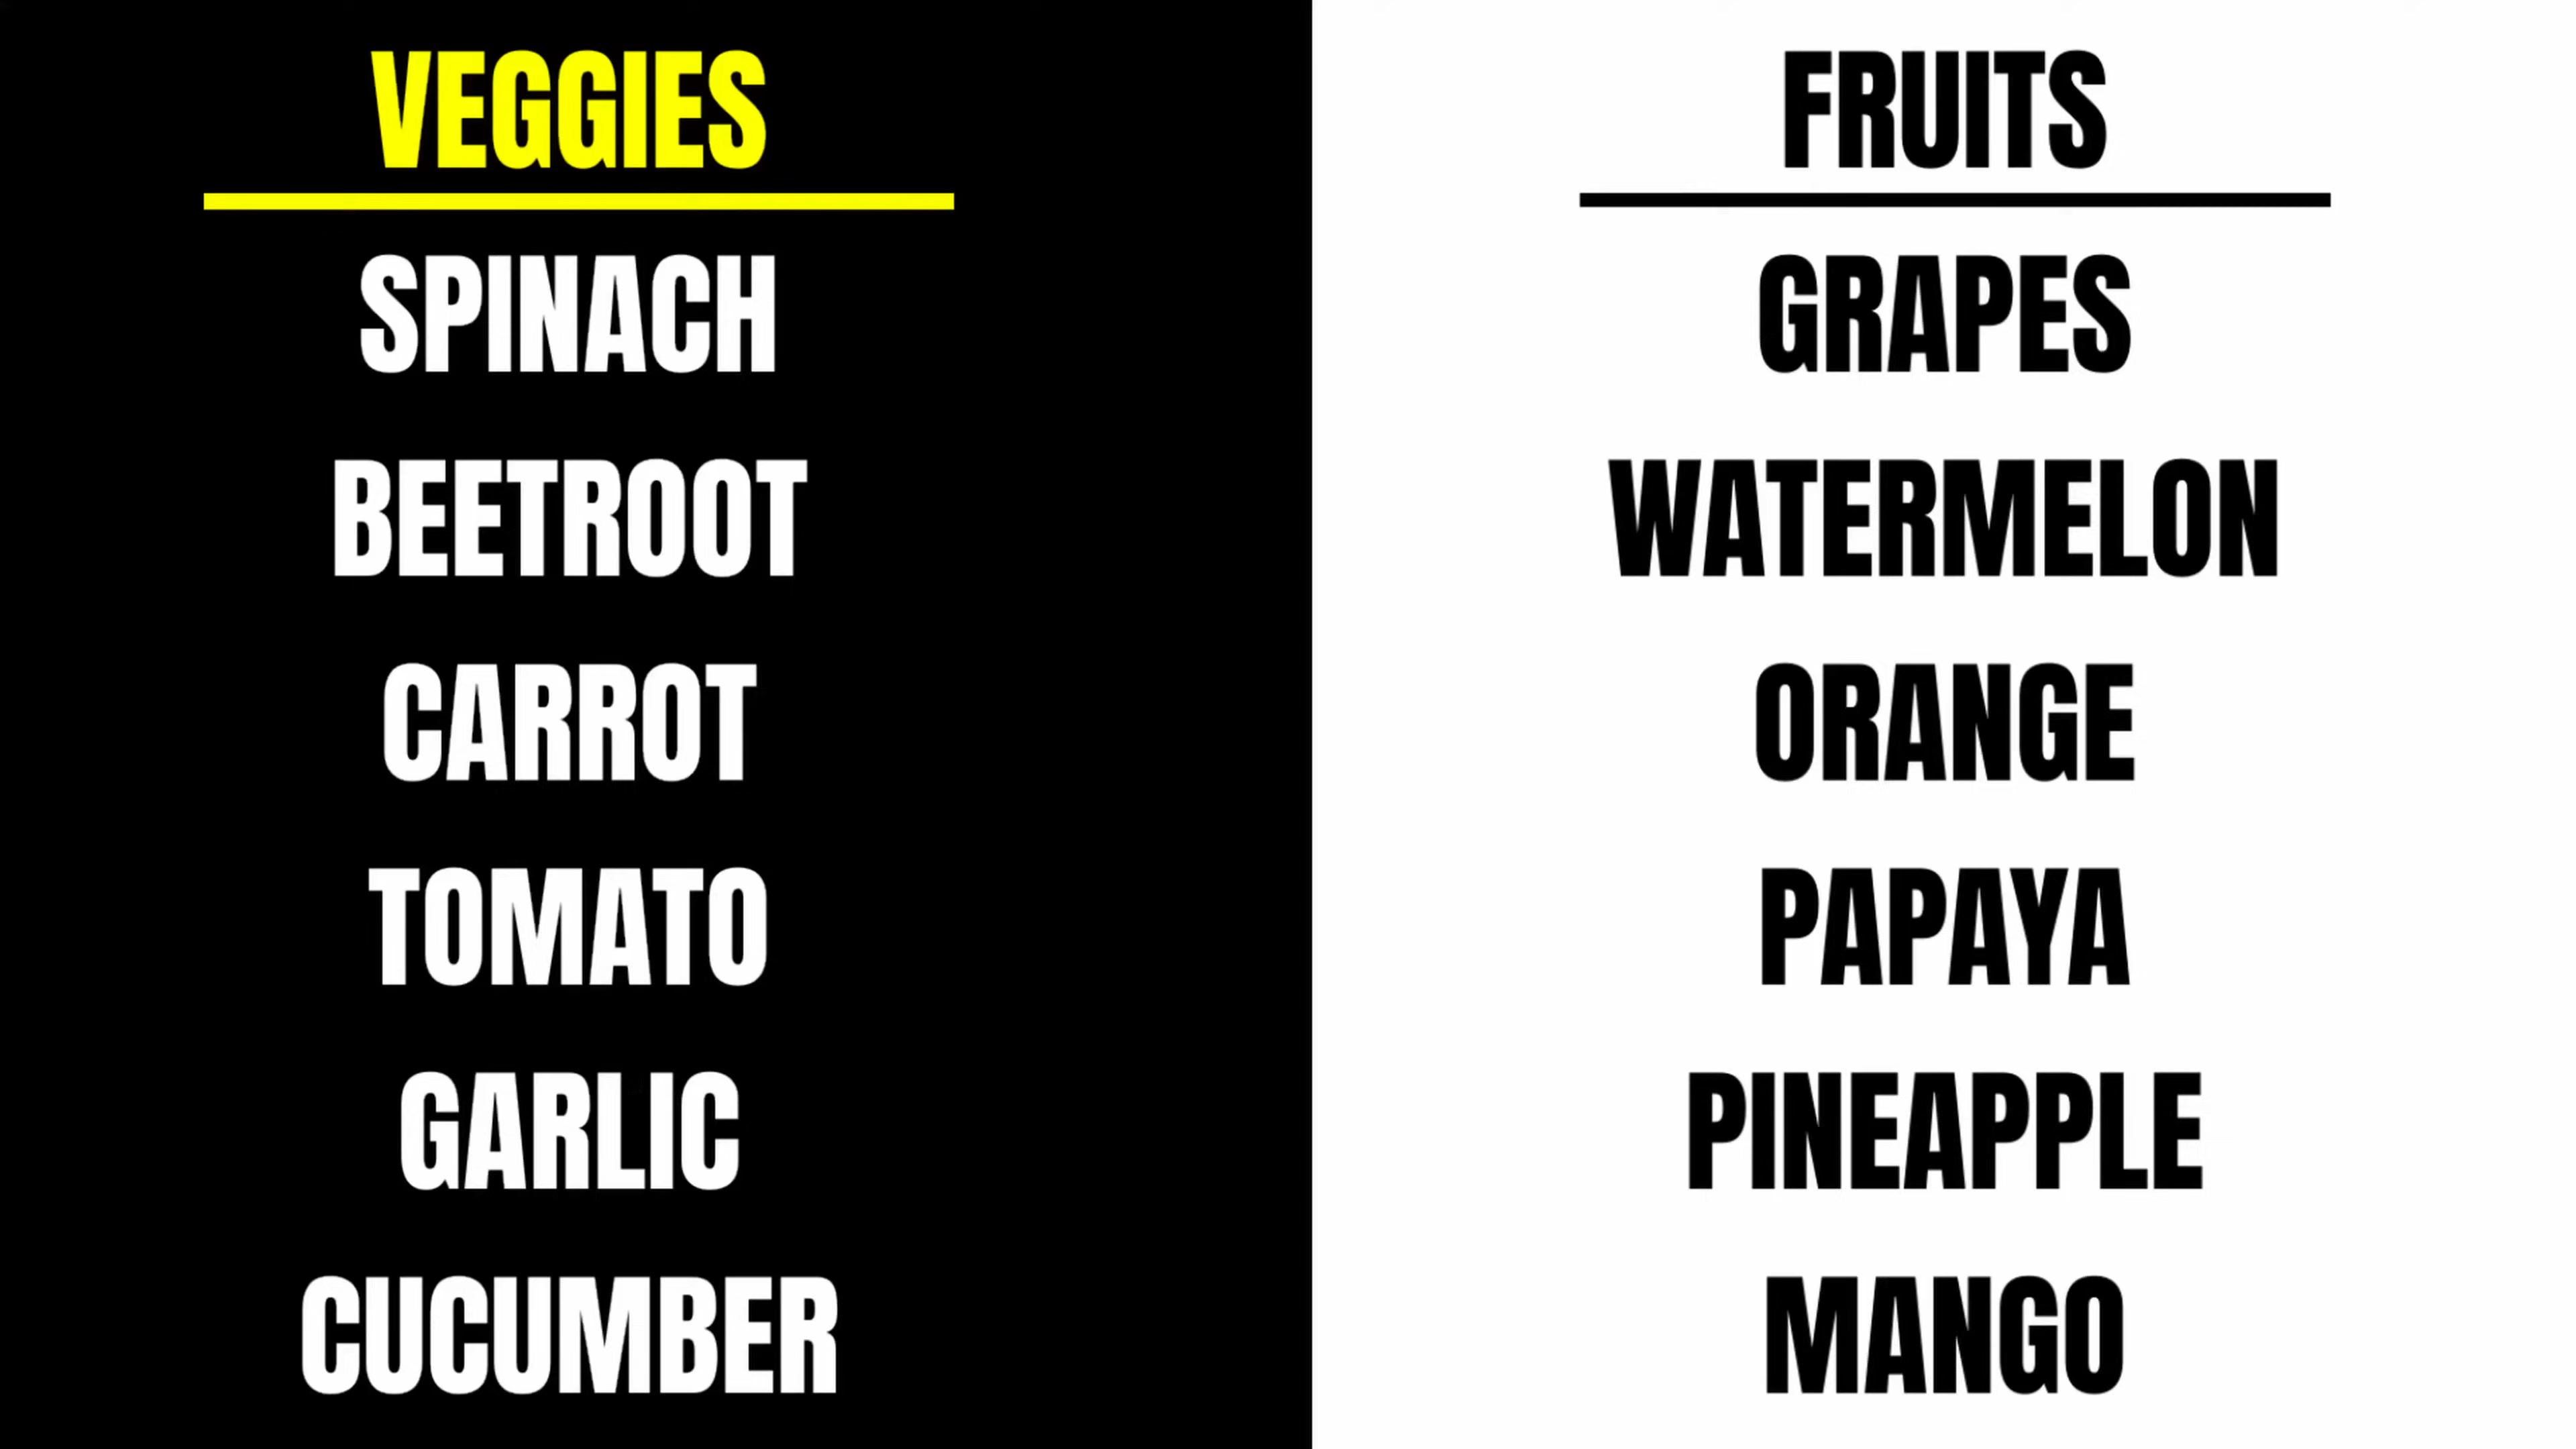 VEGGIES
SPINACH
BEETROOT
CARROT
TOMATO
GARLIC
CUCUMBER
FRUITS
GRAPES
WATERMELON
ORANGE
PAPAYA
PINEAPPLE
MANGO